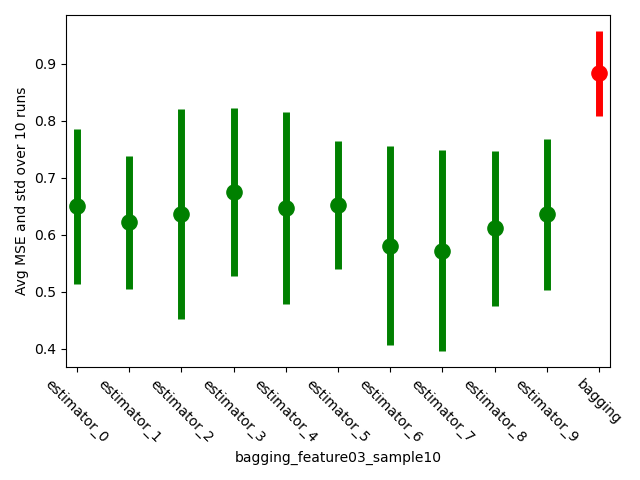 Avg MSE and std over 10 runs
0.9
0.8
0.7
0.6
0.5
0.4
estimator_0
estimator_1
estimator_2
estimator_3
estimator_4
estimator_5
estimator_6
estimator_7
estimator_8
estimator_9
bagging
bagging_feature03_sample10